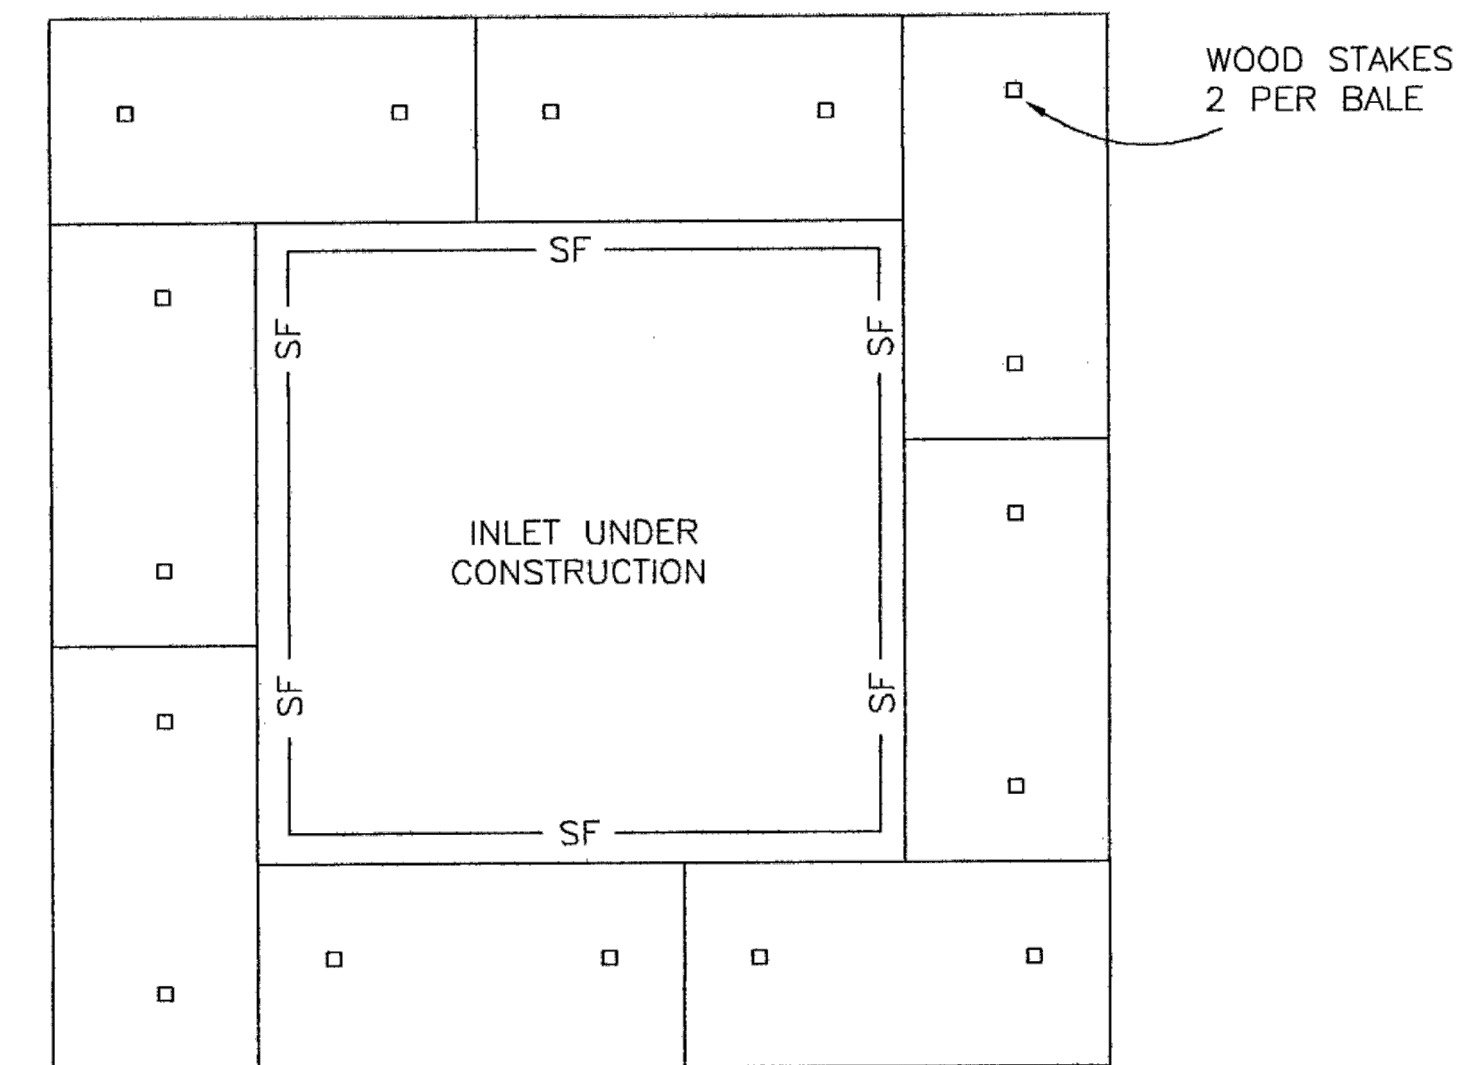 WOOD STAKES
2 PER BALE
SF
SF
SF
INLET UNDER
CONSTRUCTION
SF
SF
SF